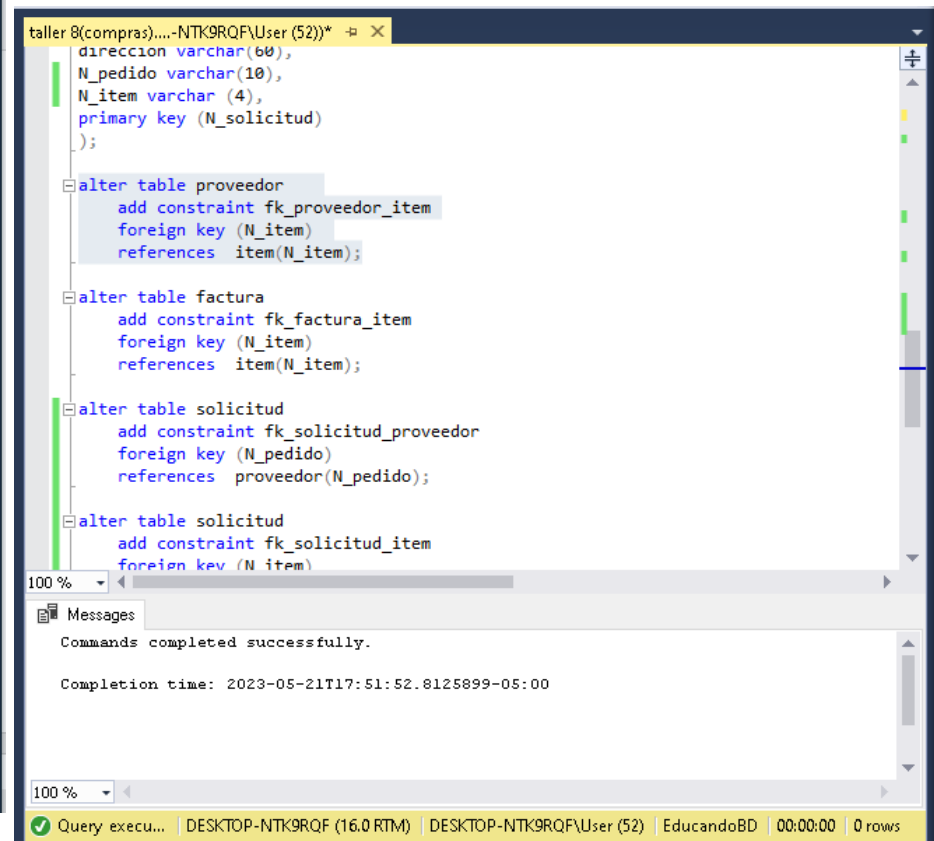 taller 8(compras)....-NTK9RQF\User (52))*
direccion varchar(60),
N_pedido varchar(10),
N_item varchar (4),
primary key (N_solicitud)
);
alter table proveedor
add constraint fk_proveedor_item
foreign key (N_item)
references  item(N_item);
alter table factura
add constraint fk_factura_item
foreign key (N_item)
references  item(N_item);
alter table solicitud
add constraint fk_solicitud_proveedor
foreign key (N_pedido)
references  proveedor(N_pedido);
alter table solicitud
add constraint fk_solicitud_item
foreign key (N_item)
100 %
Messages
Commands completed successfully.
Completion time: 2023-05-21T17:51:52.8125899-05:00
100 %
Query execu... DESKTOP-NTK9RQF (16.0 RTM) DESKTOP-NTK9RQF\User (52) EducandoBD 00:00:00 0 rows